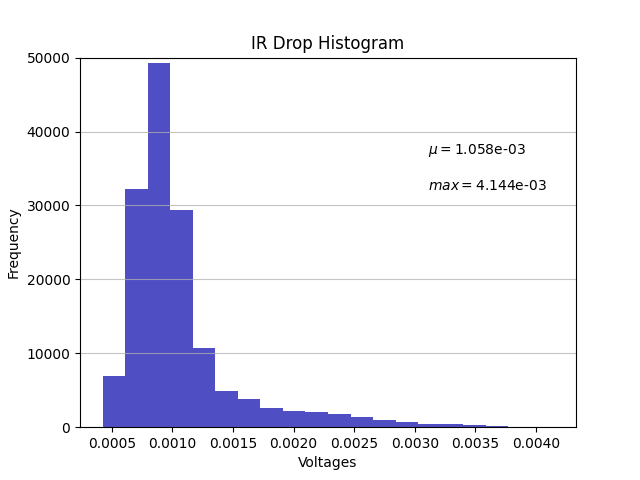 IR Drop Histogram
50000
40000
30000
20000
10000
0
Frequency
μ = 1.058e-03
max = 4.144e-03
0.0005 0.0010 0.0015 0.0020 0.0025 0.0030 0.0035 0.0040
Voltages